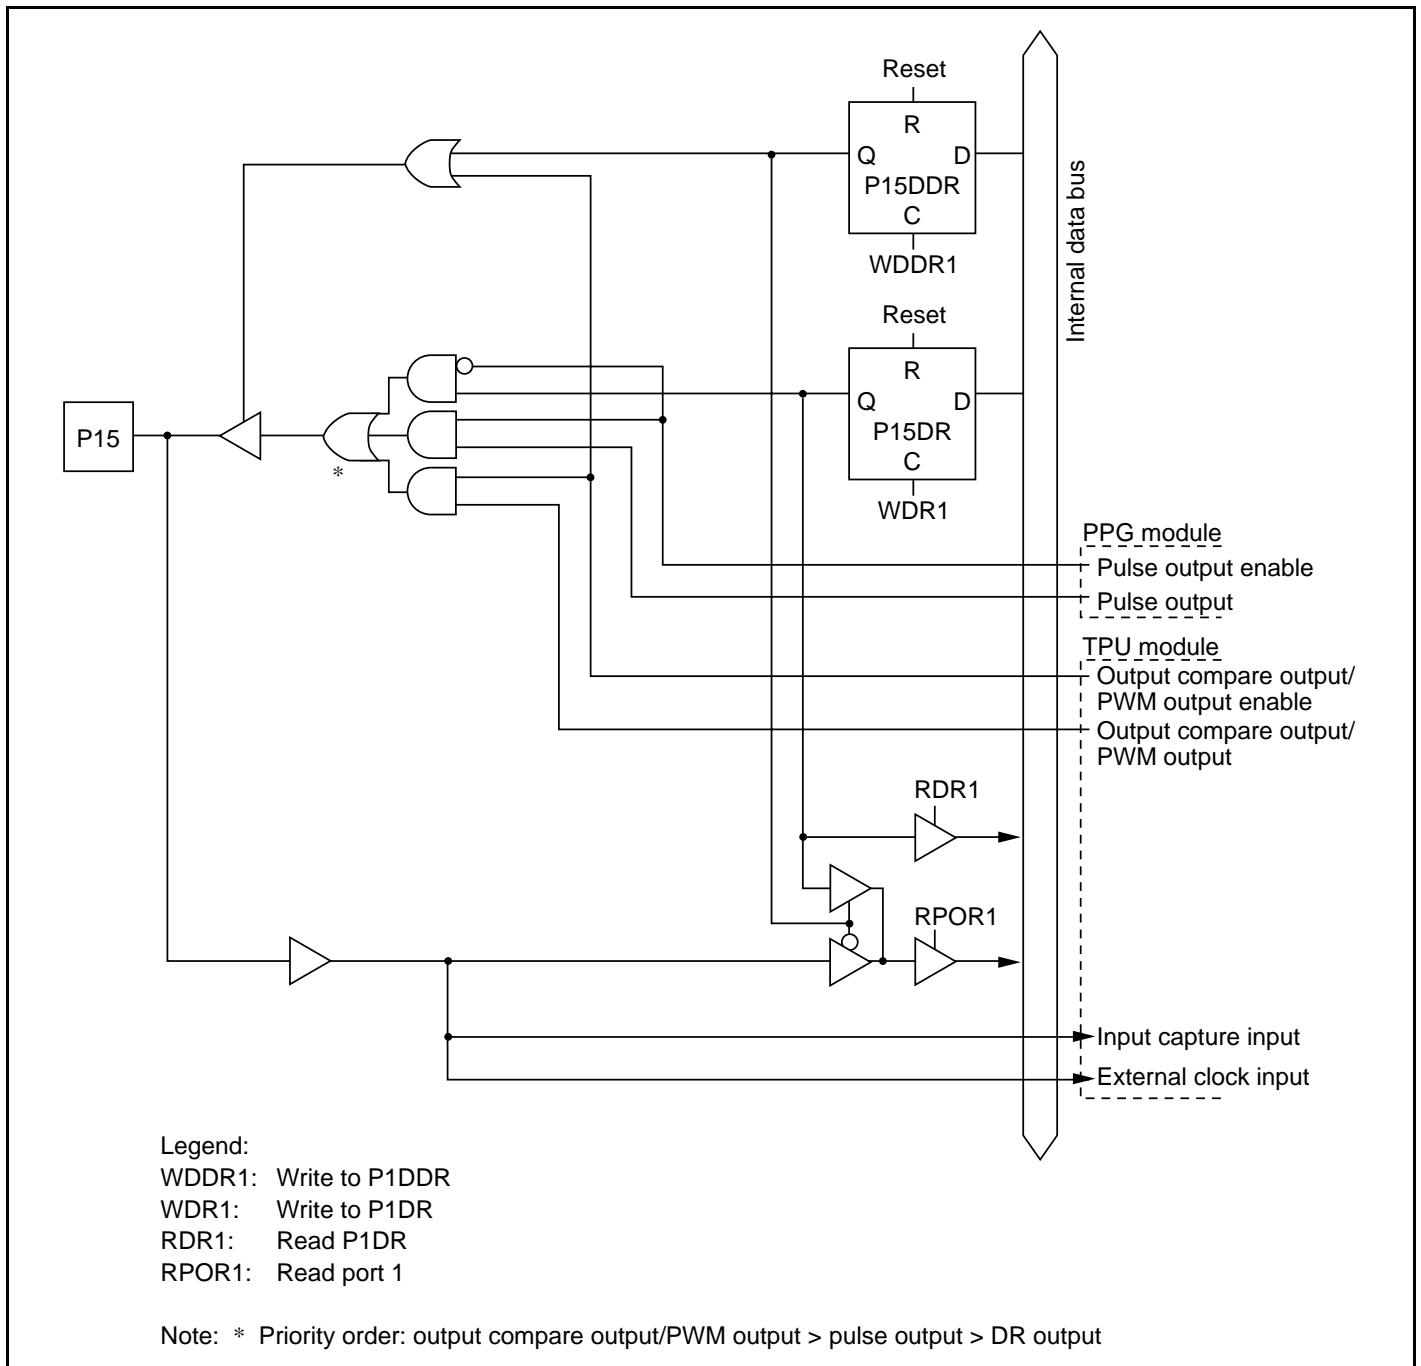 Reset
R
Q D
P15DDR
C
WDDR1
Internal data bus
Reset
R
Q D
P15DR
C
WDR1
P15
*
PPG module
Pulse output enable
Pulse output
TPU module
Output compare output/
PWM output enable
Output compare output/
PWM output
RDR1
RPOR1
Input capture input
External clock input
Legend:
WDDR1: Write to P1DDR
WDR1: Write to P1DR
RDR1: Read P1DR
RPOR1: Read port 1
Note: * Priority order: output compare output/PWM output > pulse output > DR output